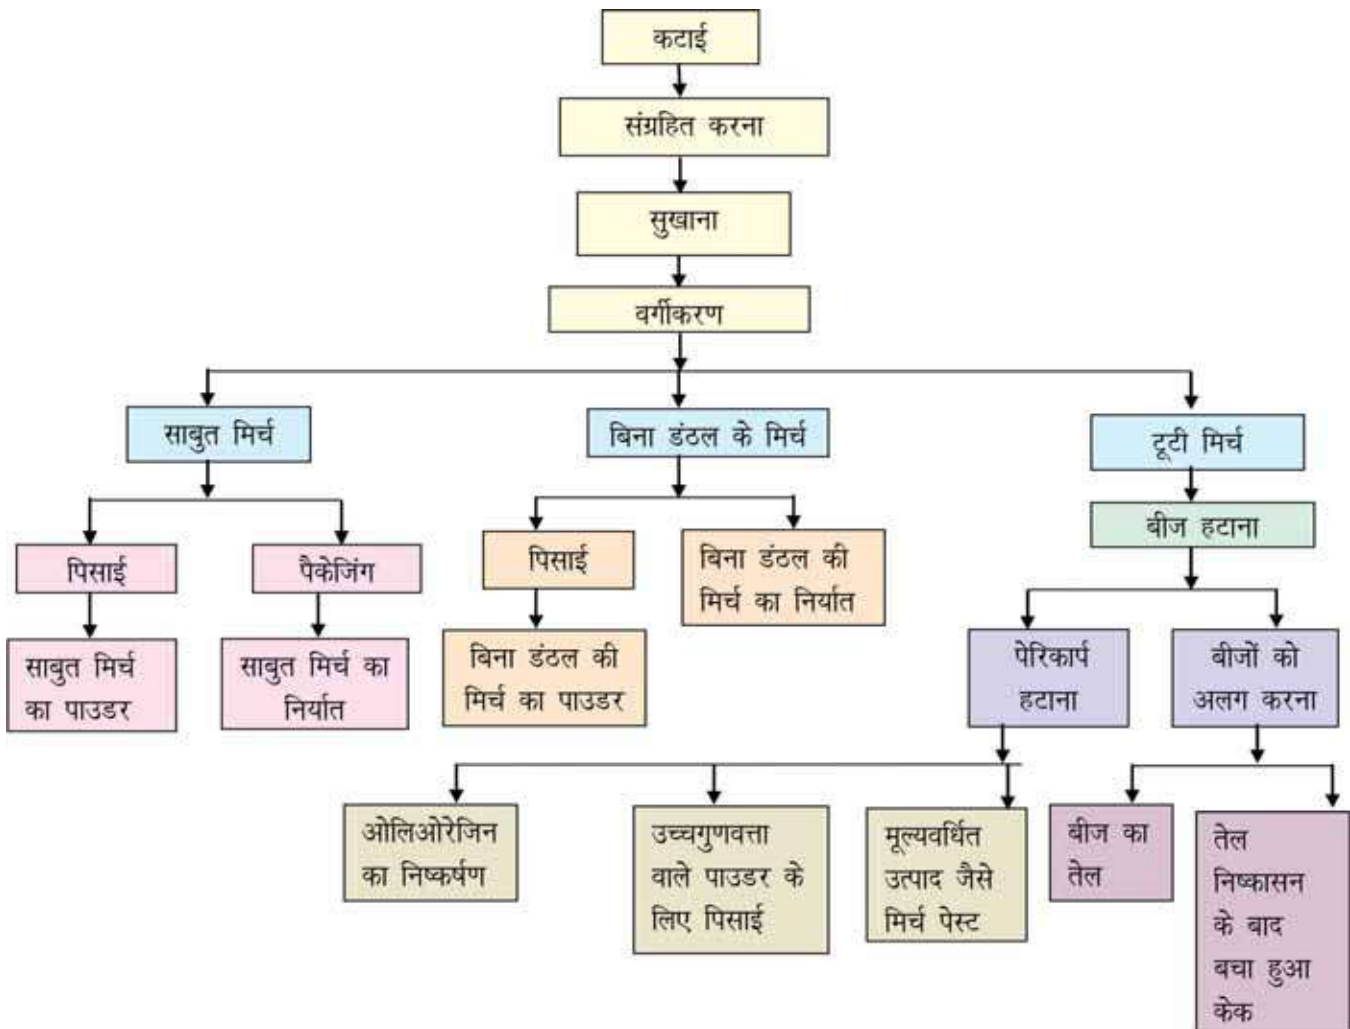 कटाई
संग्रहित करना
सुखाना
वर्गीकरण
साबुत मिर्च
बिना डंठल के मिर्च
टूटी मिर्च
बीज हटाना
पिसाई
पैकेजिंग
पिसाई
बिना डंठल की
मिर्च का निर्यात
साबुत मिर्च
का पाउडर
साबुत मिर्च का
निर्यात
बिना डंठल की
मिर्च का पाउडर
पेरिकार्प
हटाना
बीजों को
अलग करना
ओलिओरेजिन
का निष्कर्षण
उच्चगुणवत्ता
वाले पाउडर के
लिए पिसाई
मूल्यवर्धित
उत्पाद जैसे
मिर्च पेस्ट
बीज का
तेल
तेल
निष्कासन
के बाद
बचा हुआ
केक